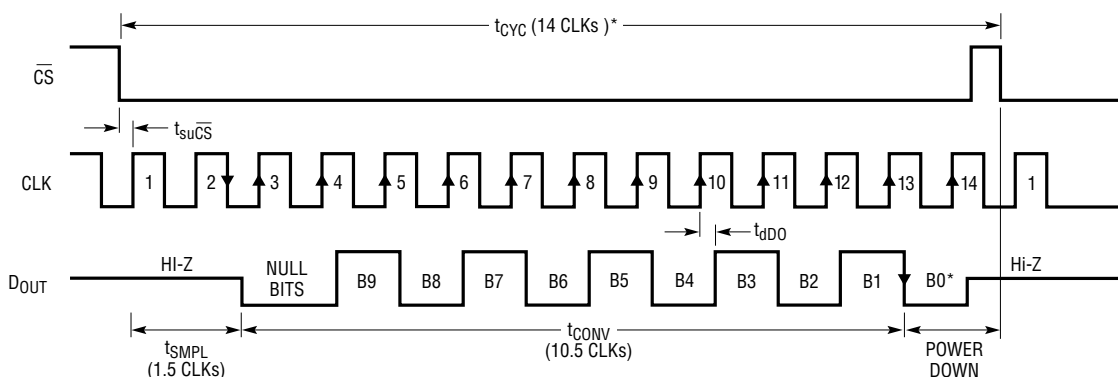 tCYC (14 CLKs )*
CS
tsuCS
CLK
1 2 3 4 5 6 7 8 9 10 11 12 13 14 1
tdDO
DOUT
HI-Z
NULL
BITS
B9 B8 B7 B6 B5 B4 B3 B2 B1 B0*
Hi-Z
tSMPL
(1.5 CLKs)
tCONV
(10.5 CLKs)
POWER
DOWN